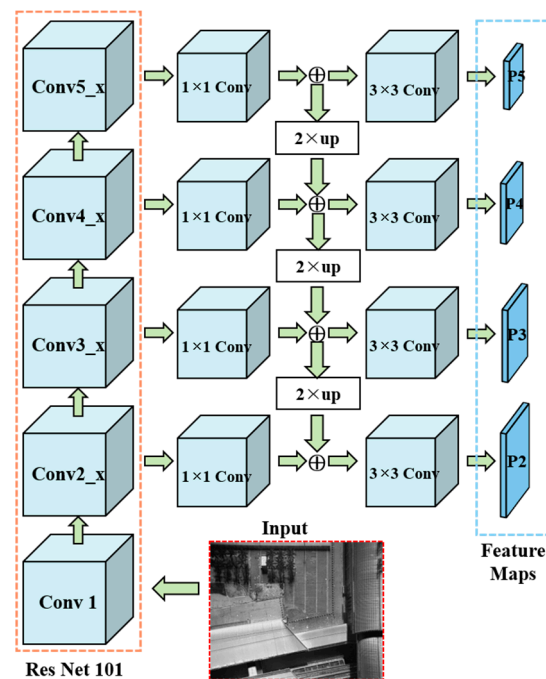 Conv5_x
1×1 Conv
3×3 Conv
P5
2×up
Conv4_x
1×1 Conv
3×3 Conv
P4
2×up
Conv3_x
1×1 Conv
3×3 Conv
P3
2×up
Conv2_x
1×1 Conv
3×3 Conv
P2
Input
Feature
Maps
Conv 1
Res Net 101